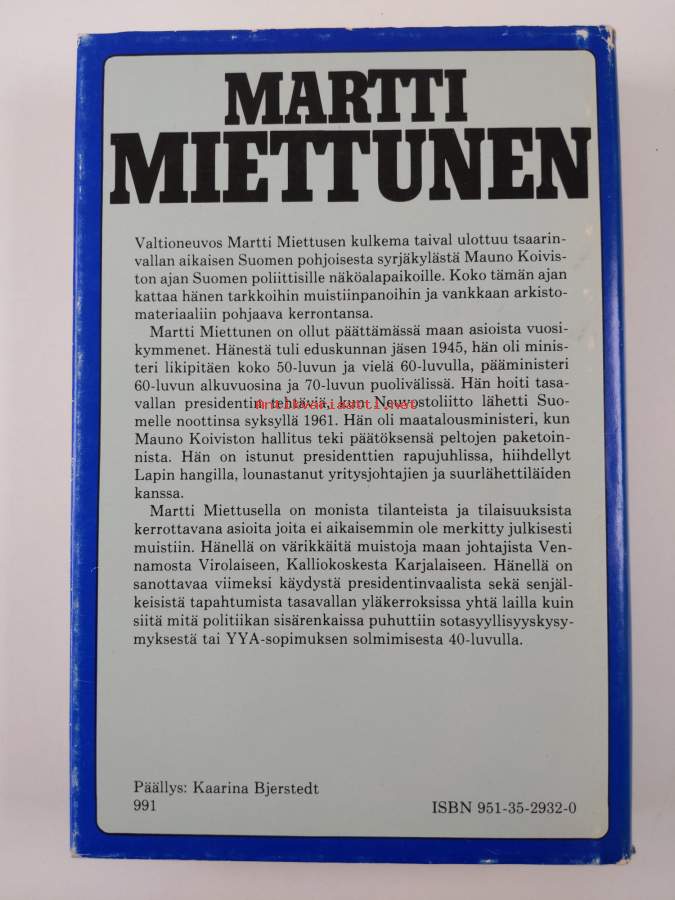 MARTTI
MIETTUNEN
Valtioneuvos Martti Miettusen kulkema taival ulottuu tsaarin-
vallan aikaisen Suomen pohjoisesta syrjäkylästä Mauno Koivis-
ton ajan Suomen poliittisille näköalapaikoille. Koko tämän ajan
kattaa hänen tarkkoihin muistiinpanoihin ja vankkaan arkisto-
materiaaliin pohjaava kerrontansa.
Martti Miettunen on ollut päättämässä maan asioista vuosi-
kymmenet. Hänestä tuli eduskunnan jäsen 1945, hän oli minis-
teri likipitäen koko 50-luvun ja vielä 60-luvulla, pääministeri
60-luvun alkuvuosina ja 70-luvun puolivälissä. Hän hoiti tasa-
vallan presidentin tehtäviä, kun Neuvostoliitto lähetti Suo-
Antikvariaatti.net
melle noottinsa syksyllä 1961. Hän oli maatalousministeri, kun
Mauno Koiviston hallitus teki päätöksensä peltojen paketoin-
nista. Hän on istunut presidenttien rapujuhlissa, hiihdellyt
Lapin hangilla, lounastanut yritysjohtajien ja suurlähettiläiden
kanssa.
Martti Miettusella on monista tilanteista ja tilaisuuksista
kerrottavana asioita joita ei aikaisemmin ole merkitty julkisesti
muistiin. Hänellä on värikkäitä muistoja maan johtajista Ven-
namosta Virolaiseen, Kalliokoskesta Karjalaiseen. Hänellä on
sanottavaa viimeksi käydystä presidentinvaalista sekä senjäl-
keisistä tapahtumista tasavallan yläkerroksissa yhtä lailla kuin
siitä mitä politiikan sisärenkaissa puhuttiin sotasyyllisyyskysy-
myksestä tai YYA-sopimuksen solmimisesta 40-luvulla.
Päällys: Kaarina Bjerstedt
991
ISBN 951-35-2932-0